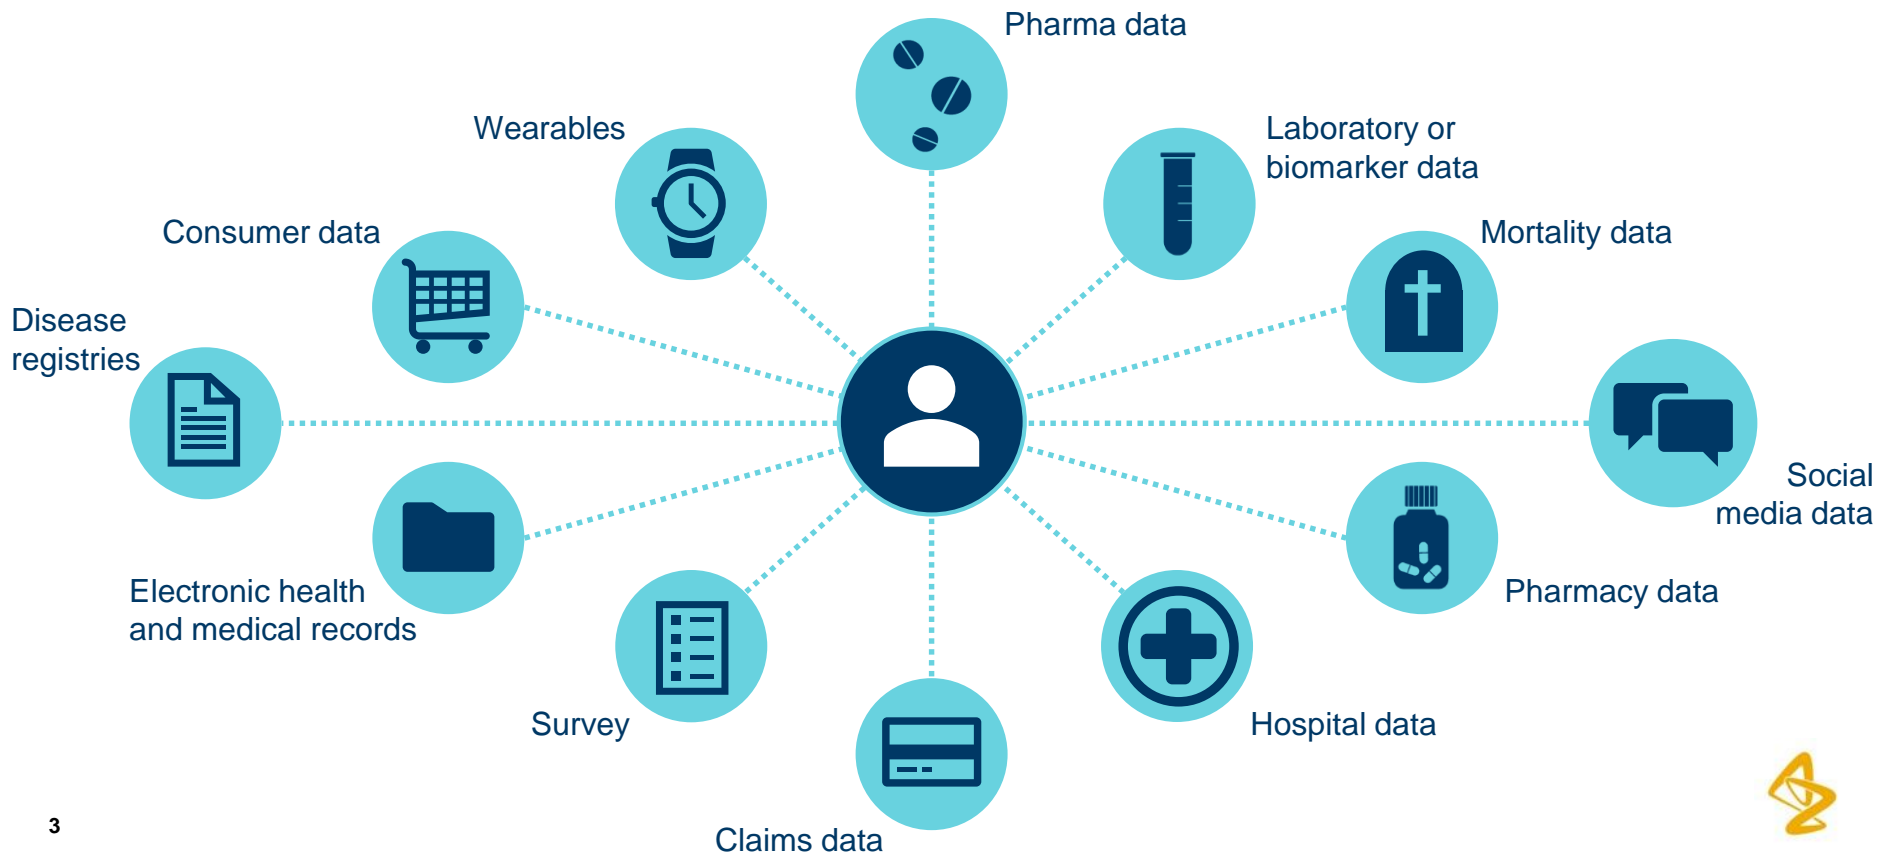 Pharma data
Wearables
Laboratory or
biomarker data
Consumer data
Mortality data
Disease
registries
Social
media data
Electronic health
and medical records
Pharmacy data
Survey
Hospital data
Claims data
3